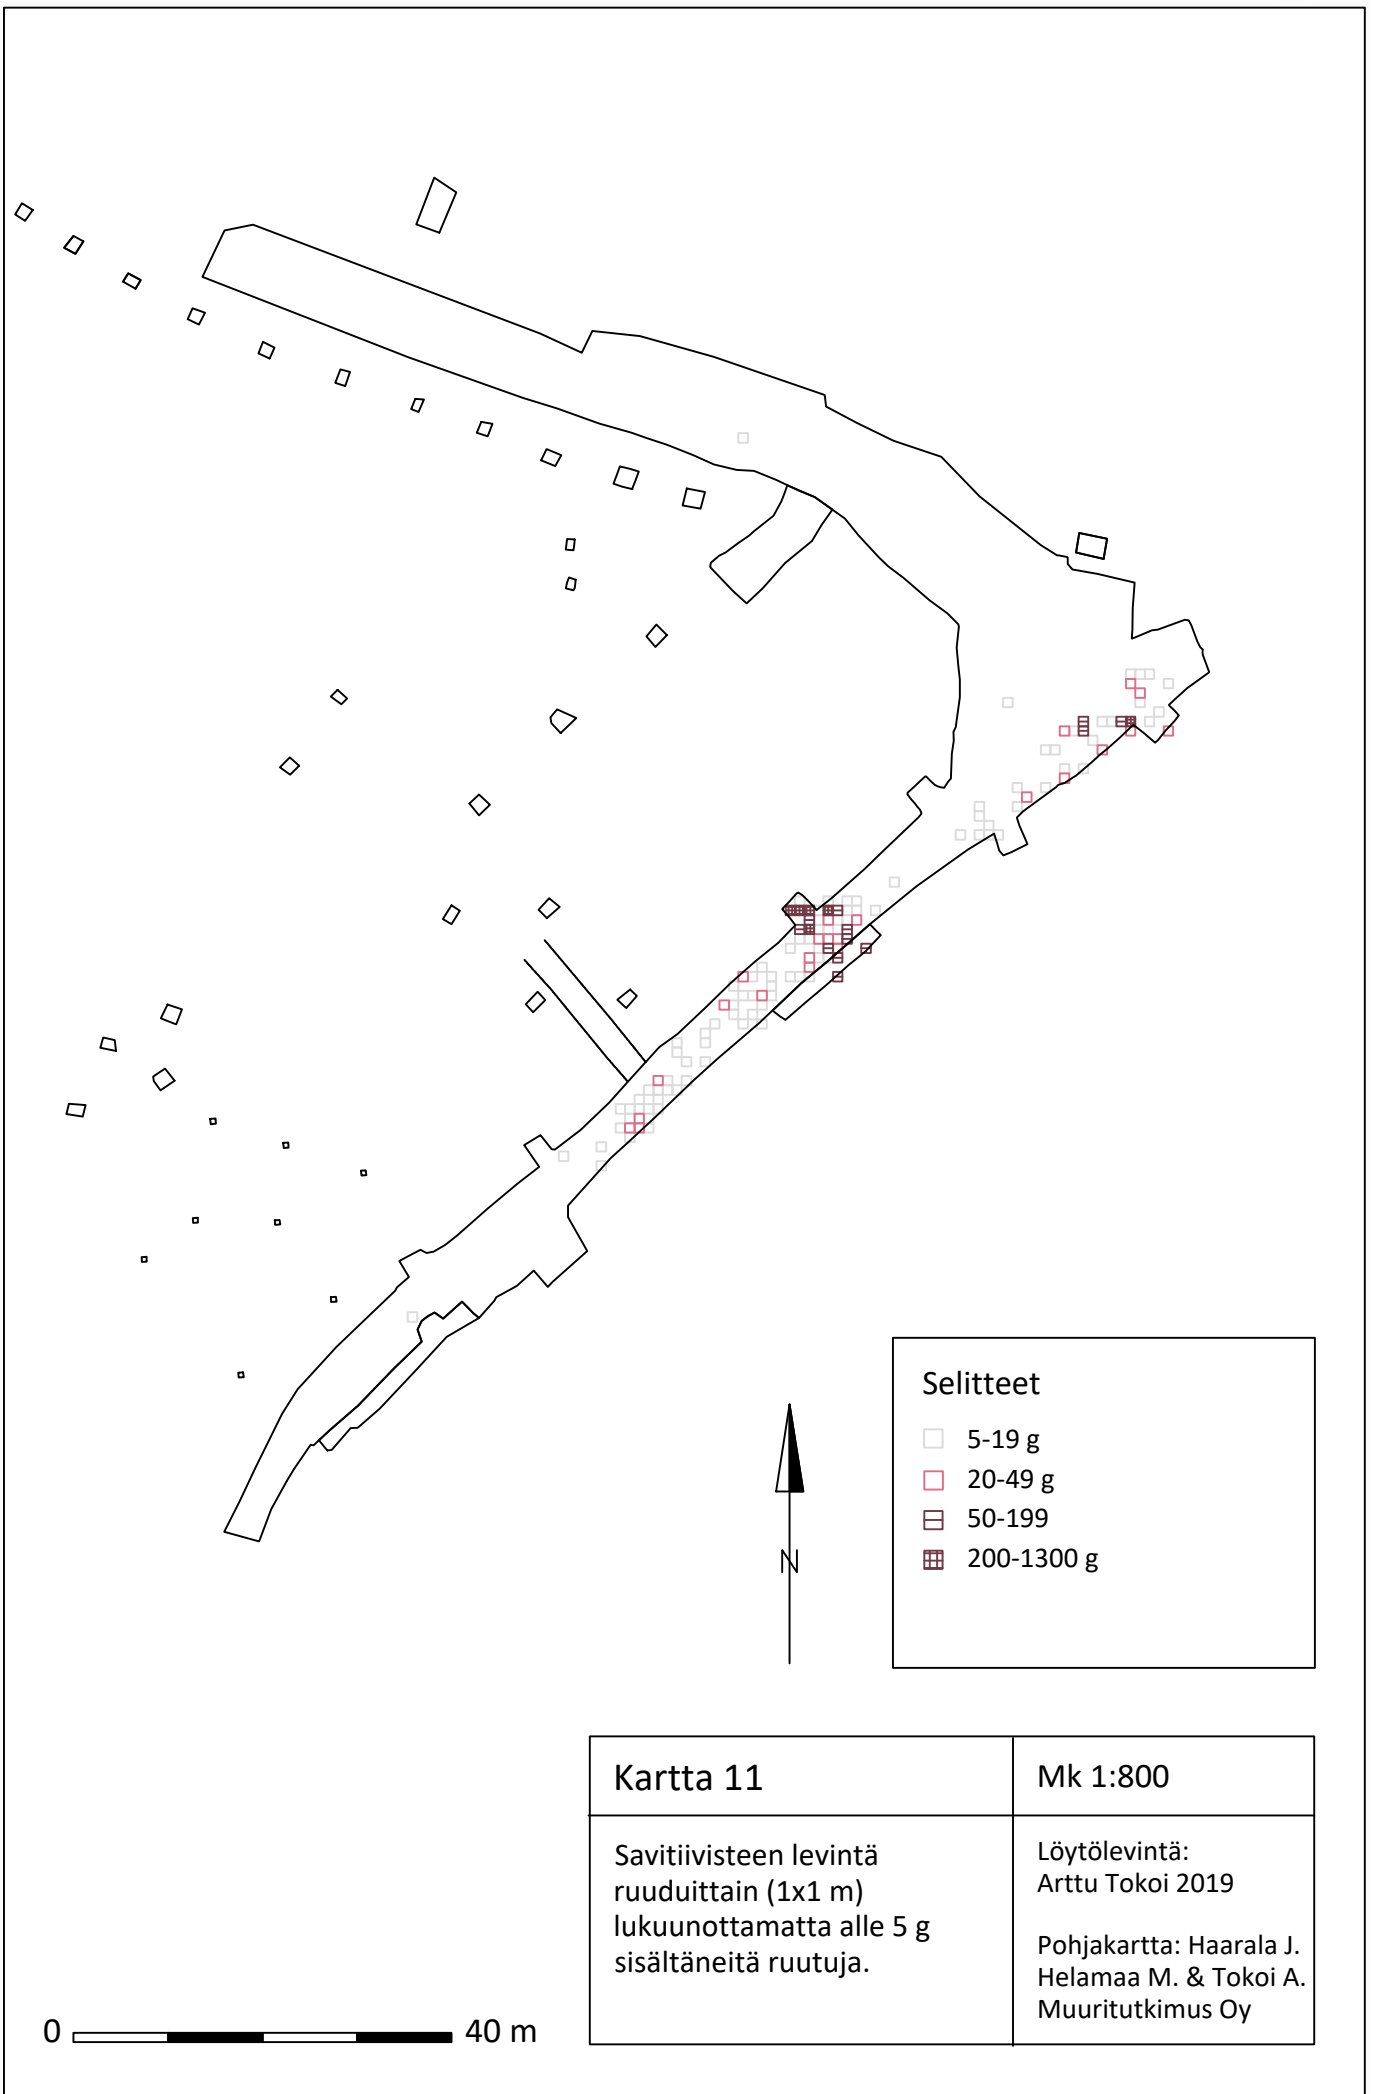 Selitteet
5-19 g
20-49 g
50-199
200-1300 g
N
Kartta 11
Mk 1:800
Savitiivisteen levintä
ruuduittain (1x1 m)
lukuunottamatta alle 5 g
sisältäneitä ruutuja.
Löytölevintä:
Arttu Tokoi 2019
Pohjakartta: Haarala J.
Helamaa M. & Tokoi A.
Muuritutkimus Oy
0 40 m